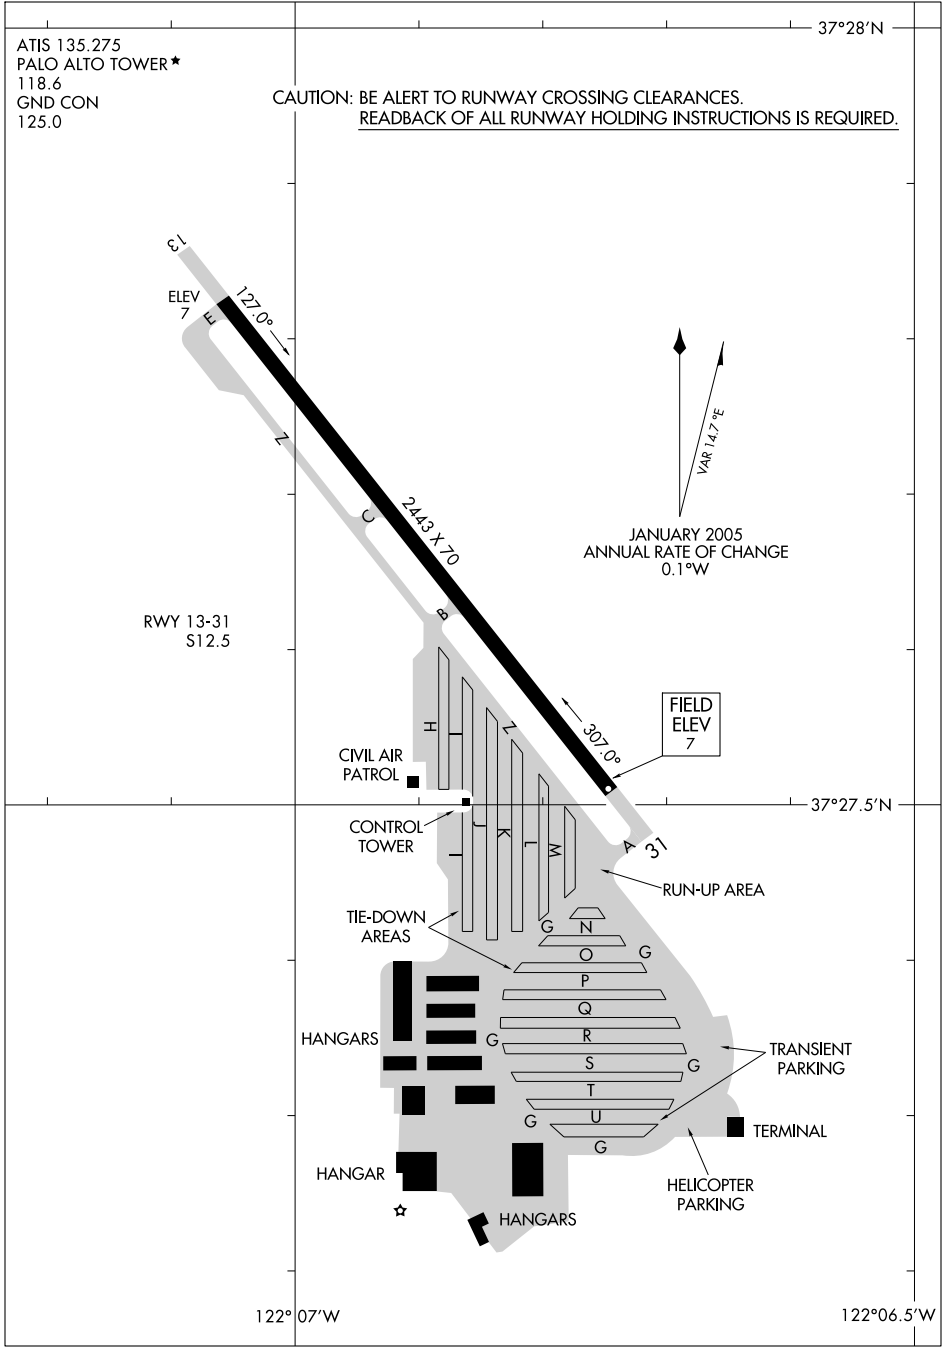 37°28'N
ATIS 135.275
PALO ALTO TOWER★
118.6
GND CON
125.0
CAUTION: BE ALERT TO RUNWAY CROSSING CLEARANCES.
READBACK OF ALL RUNWAY HOLDING INSTRUCTIONS IS REQUIRED.
13
ELEV
7
127.0°
E
VAR 14.7 °E
Z
C
2443 X 70
JANUARY 2005
ANNUAL RATE OF CHANGE
0.1°W
B
RWY 13-31
S12.5
FIELD
ELEV
7
307.0°
Z
H
I
CIVIL AIR
PATROL
37°27.5'N
CONTROL
TOWER
J
K
L
M
I
A
31
RUN-UP AREA
TIE-DOWN
AREAS
G
N
O
G
P
Q
R
HANGARS
G
TRANSIENT
PARKING
S
G
T
U
G
G
TERMINAL
HANGAR
HELICOPTER
PARKING
HANGARS
122°07'W
122°06.5'W